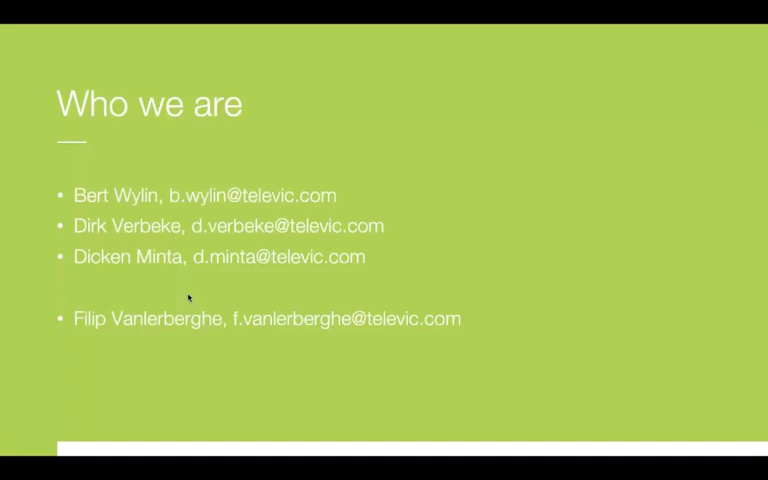 Who we are
• Bert Wylin, b.wylin@televic.com
• Dirk Verbeke, d.verbeke@televic.com
• Dicken Minta, d.minta@televic.com
• Filip Vanlerberghe, f.vanlerberghe@televic.com